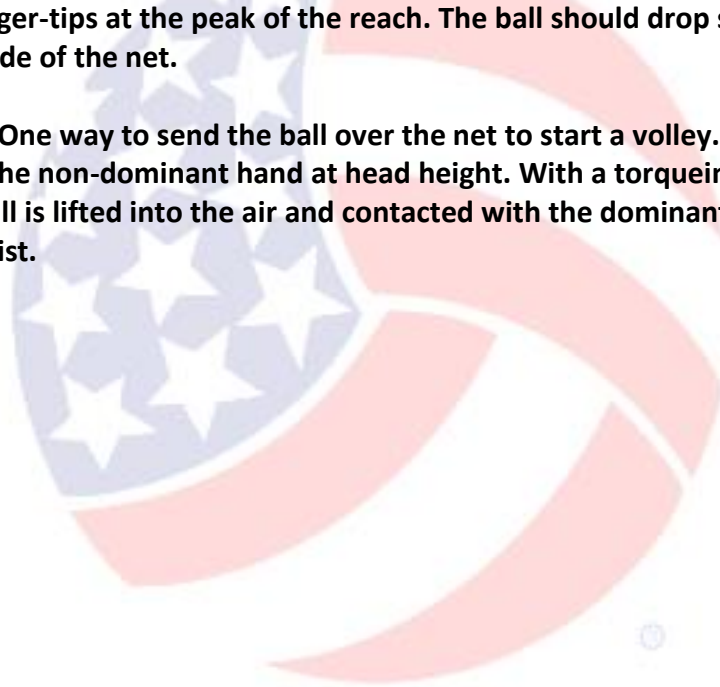 ger-tips at the peak of the reach. The ball should drop s
de of the net.
One way to send the ball over the net to start a volley.
he non-dominant hand at head height. With a torquein
ll is lifted into the air and contacted with the dominant
ist.